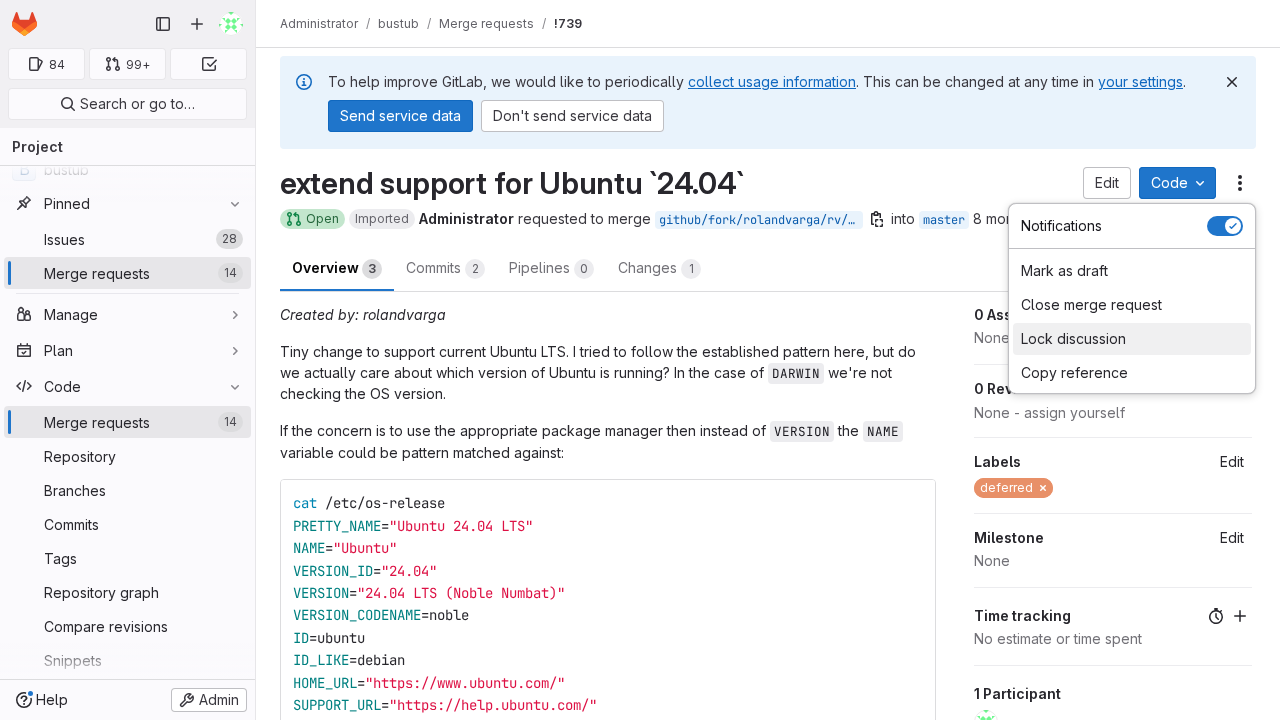 84
99+
Search or go to…
Project
B bustub
Pinned
Issues 28
Merge requests 14
Manage
Plan
Code
Merge requests 14
Repository
Branches
Commits
Tags
Repository graph
Compare revisions
Snippets
Help
Admin
Administrator / bustub / Merge requests / !739
To help improve GitLab, we would like to periodically collect usage information. This can be changed at any time in your settings.
Send service data Don't send service data
extend support for Ubuntu `24.04`
Edit Code
Open Imported Administrator requested to merge github/fork/rolandvarga/rv/… into master 8
Overview 3 Commits 2 Pipelines 0 Changes 1
Notifications
Mark as draft
Close merge request
Lock discussion
Copy reference
Created by: rolandvarga
Tiny change to support current Ubuntu LTS. I tried to follow the established pattern here, but do
we actually care about which version of Ubuntu is running? In the case of DARWIN we're not
checking the OS version.
If the concern is to use the appropriate package manager then instead of VERSION the NAME
variable could be pattern matched against:
cat /etc/os-release
PRETTY_NAME="Ubuntu 24.04 LTS"
NAME="Ubuntu"
VERSION_ID="24.04"
VERSION="24.04 LTS (Noble Numbat)"
VERSION_CODENAME=noble
ID=ubuntu
ID_LIKE=debian
HOME_URL="https://www.ubuntu.com/"
SUPPORT_URL="https://help.ubuntu.com/"
0
None
0
None - assign yourself
Labels Edit
deferred
Milestone Edit
None
Time tracking
No estimate or time spent
1 Participant